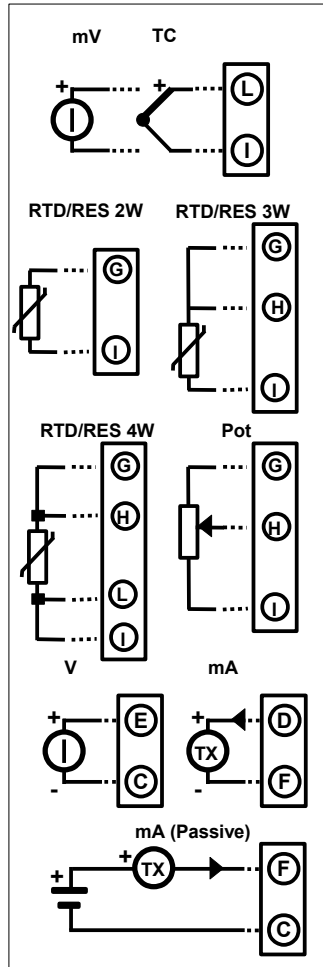 mV TC
+ + L
I
RTD/RES 2W RTD/RES 3W
G G
H
I I
RTD/RES 4W Pot
G G
H H
L
I I
V mA
+ E + D
TX
- C - F
mA (Passive)
+ + TX F
C